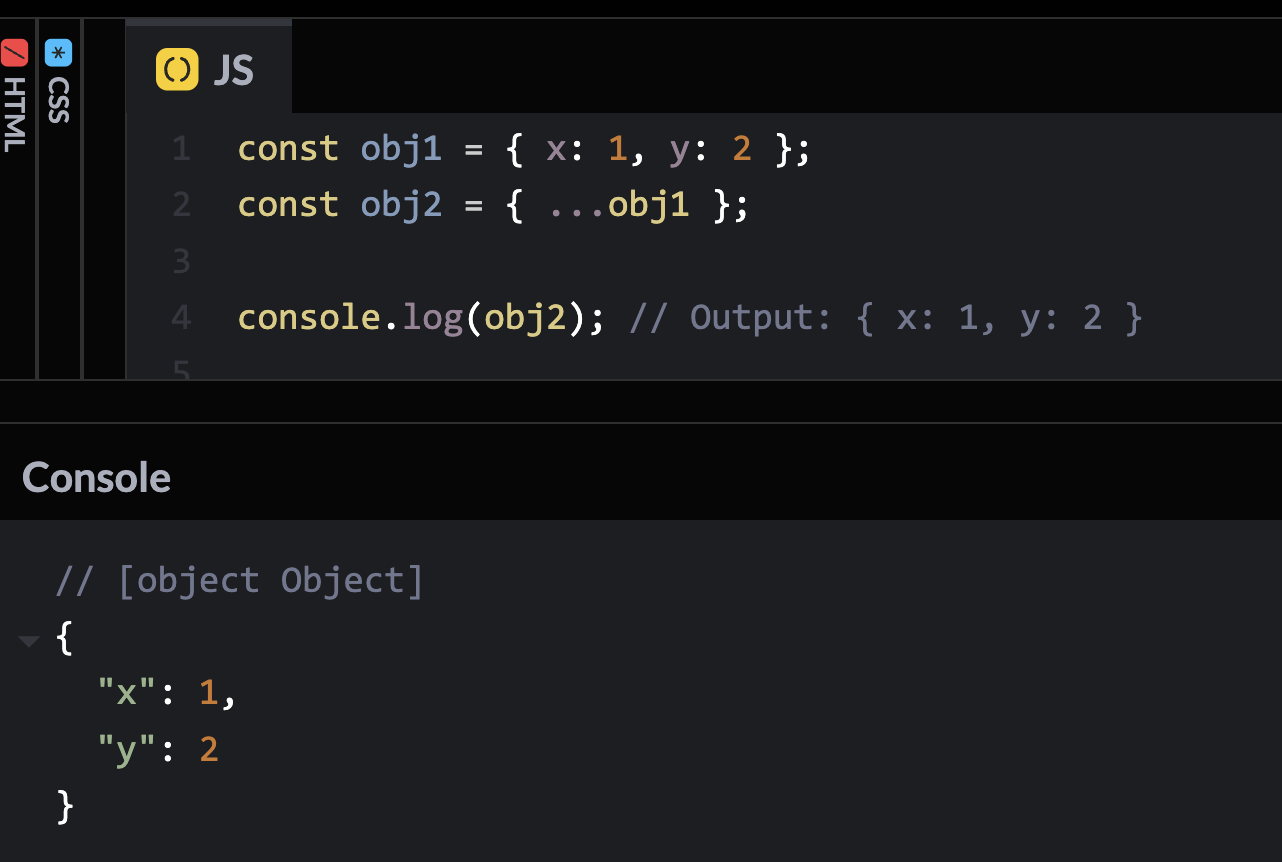 HTML
* CSS
() JS
1 const obj1 = { x: 1, y: 2 };
2 const obj2 = { ...obj1 };
3
4 console.log(obj2); // Output: { x: 1, y: 2 }
5
Console
// [object Object]
{
"x": 1,
"y": 2
}